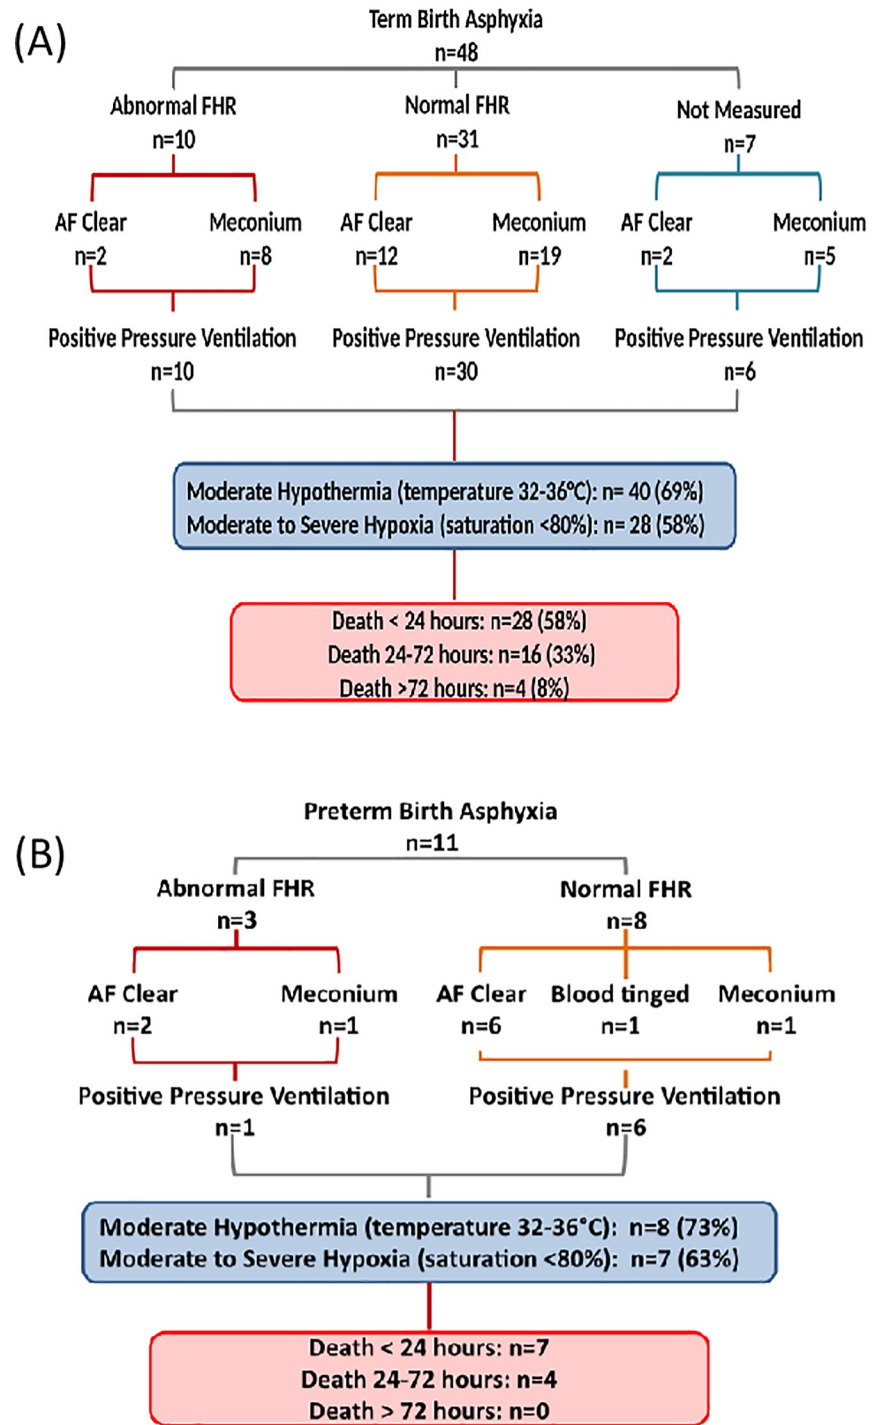 (A)
Term Birth Asphyxia
n=48
Abnormal FHR
n=10
Normal FHR
n=31
Not Measured
n=7
AF Clear
n=2
Meconium
n=8
AF Clear
n=12
Meconium
n=19
AF Clear
n=2
Meconium
n=5
Positive Pressure Ventilation
n=10
Positive Pressure Ventilation
n=30
Positive Pressure Ventilation
n=6
Moderate Hypothermia (temperature 32-36°C): n= 40 (69%)
Moderate to Severe Hypoxia (saturation <80%): n= 28 (58%)
Death < 24 hours: n=28 (58%)
Death 24-72 hours: n=16 (33%)
Death >72 hours: n=4 (8%)
(B)
Preterm Birth Asphyxia
n=11
Abnormal FHR
n=3
Normal FHR
n=8
AF Clear
n=2
Meconium
n=1
AF Clear
n=6
Blood tinged
n=1
Meconium
n=1
Positive Pressure Ventilation
n=1
Positive Pressure Ventilation
n=6
Moderate Hypothermia (temperature 32-36°C): n=8 (73%)
Moderate to Severe Hypoxia (saturation <80%): n=7 (63%)
Death < 24 hours: n=7
Death 24-72 hours: n=4
Death > 72 hours: n=0